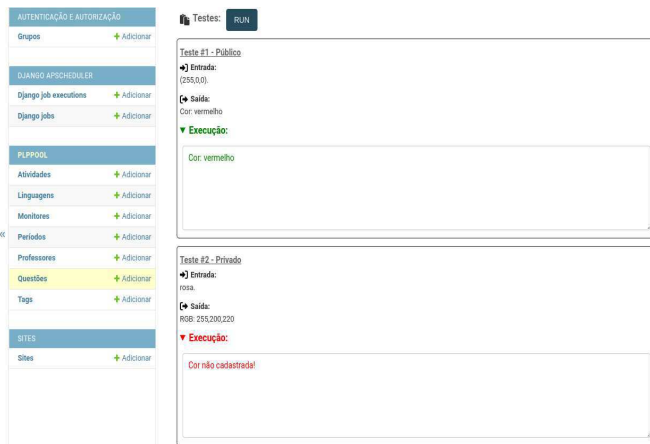 AUTENTICAÇÃO E AUTORIZAÇÃO
Grupos + Adicionar
DJANGO APSCHEDULER
Django job executions + Adicionar
Django jobs + Adicionar
PLPPOOL
Atividades + Adicionar
Linguagens + Adicionar
Monitores + Adicionar
Períodos + Adicionar
Professores + Adicionar
Questões + Adicionar
Tags + Adicionar
SITES
Sites + Adicionar
«
Testes: RUN
Teste #1 - Público
Entrada:
(255,0,0).
Saída:
Cor: vermelho
▼ Execução:
Cor: vermelho
Teste #2 - Privado
Entrada:
rosa.
Saída:
RGB: 255,200,220
▼ Execução:
Cor não cadastrada!